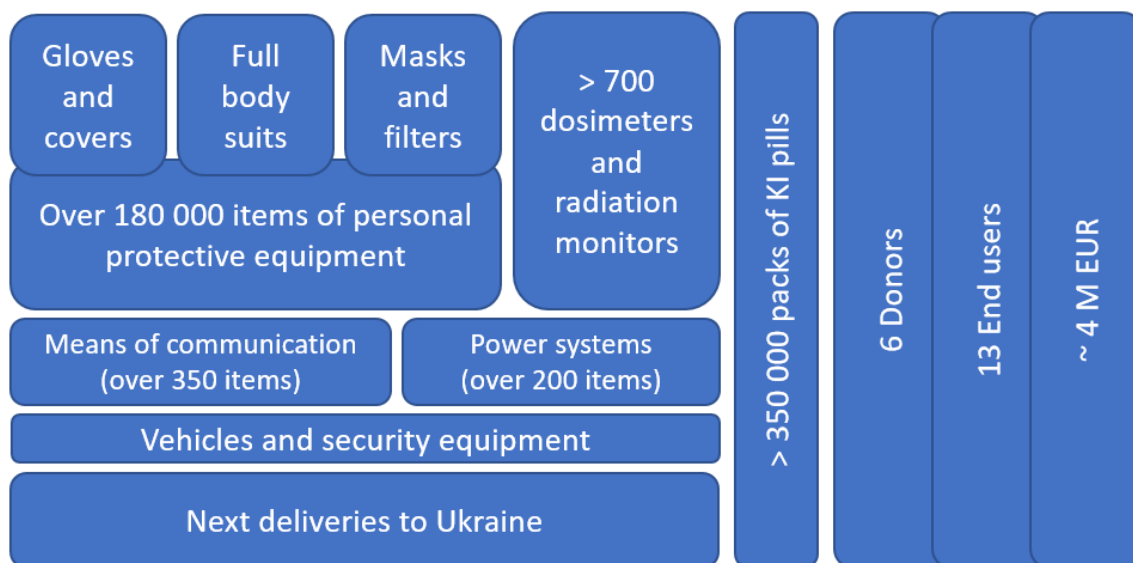 Gloves
and
covers
Full
body
suits
Masks
and
filters
> 700
dosimeters
and
radiation
monitors
Over 180 000 items of personal
protective equipment
Means of communication
(over 350 items)
Power systems
(over 200 items)
Vehicles and security equipment
Next deliveries to Ukraine
> 350 000 packs of KI pills
6 Donors
13 End users
~ 4 M EUR